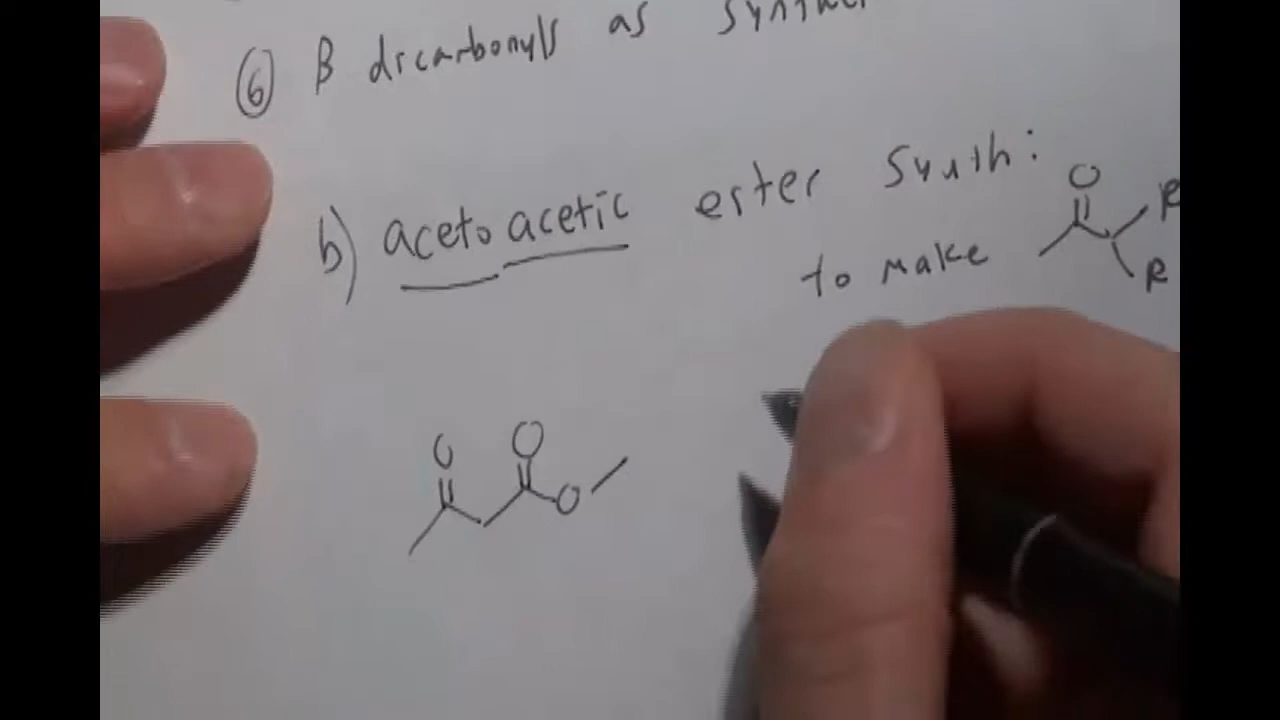 ⑥ β dicarbonyls as
b) acetoacetic ester Synth:
to make
O
R
R
O
O
O